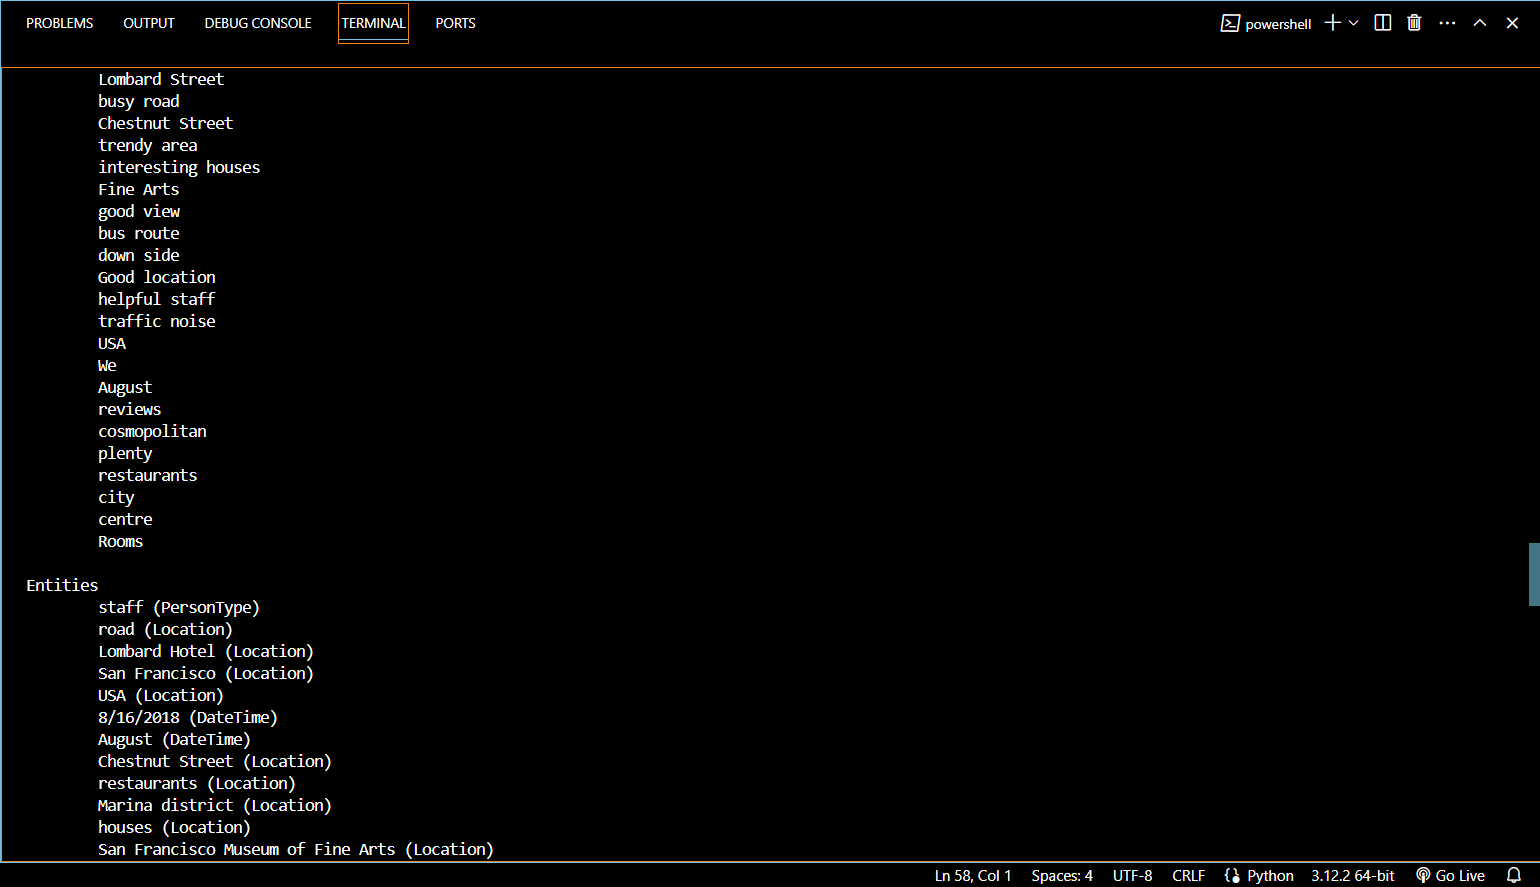 PROBLEMS OUTPUT DEBUG CONSOLE TERMINAL PORTS powershell
Lombard Street
busy road
Chestnut Street
trendy area
interesting houses
Fine Arts
good view
bus route
down side
Good location
helpful staff
traffic noise
USA
We
August
reviews
cosmopolitan
plenty
restaurants
city
centre
Rooms
Entities
staff (PersonType)
road (Location)
Lombard Hotel (Location)
San Francisco (Location)
USA (Location)
8/16/2018 (DateTime)
August (DateTime)
Chestnut Street (Location)
restaurants (Location)
Marina district (Location)
houses (Location)
San Francisco Museum of Fine Arts (Location)
Ln 58, Col 1 Spaces: 4 UTF-8 CRLF Python 3.12.2 64-bit Go Live